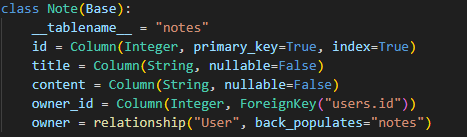 class Note(Base):
    __tablename__ = "notes"
    id = Column(Integer, primary_key=True, index=True)
    title = Column(String, nullable=False)
    content = Column(String, nullable=False)
    owner_id = Column(Integer, ForeignKey("users.id"))
    owner = relationship("User", back_populates="notes")